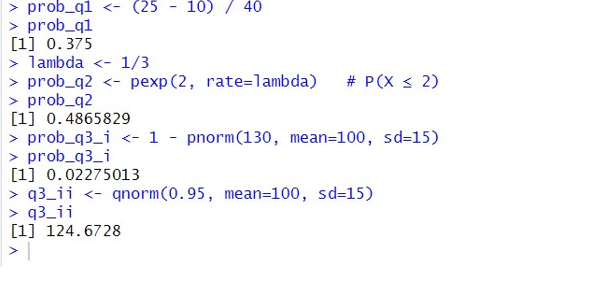 > prob_q1 <- (25 - 10) / 40
> prob_q1
[1] 0.375
> lambda <- 1/3
> prob_q2 <- pexp(2, rate=lambda)   # P(X ≤ 2)
> prob_q2
[1] 0.4865829
> prob_q3_i <- 1 - pnorm(130, mean=100, sd=15)
> prob_q3_i
[1] 0.02275013
> q3_ii <- qnorm(0.95, mean=100, sd=15)
> q3_ii
[1] 124.6728
>